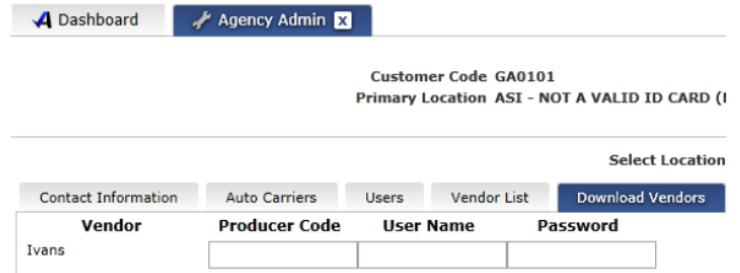 Dashboard Agency Admin x
Customer Code GA0101
Primary Location ASI - NOT A VALID ID CARD (
Select Location
Contact Information Auto Carriers Users Vendor List Download Vendors
Vendor Producer Code User Name Password
Ivans